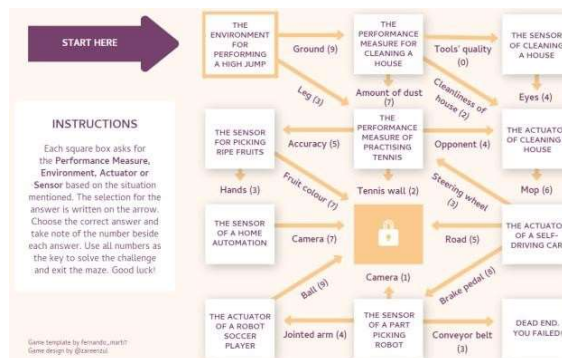 START HERE
THE
ENVIRONMENT
FOR
PERFORMING
A HIGH JUMP
Ground (9)
THE
PERFORMANCE
MEASURE FOR
CLEANING A
HOUSE
Tools' quality
(0)
THE SENSOR
OF CLEANING
A HOUSE
Leg (3)
Amount of dust
(7)
Cleanliness of
house (2)
Eyes (4)
INSTRUCTIONS
Each square box asks for
the Performance Measure,
Environment, Actuator or
Sensor based on the situation
mentioned. The selection for
the answer is written on the arrow.
Choose the correct answer and
take note of the number beside
each answer. Use all numbers as
the key to solve the challenge
and exit the maze. Good luck!
THE SENSOR
FOR PICKING
RIPE FRUITS
Accuracy (5)
THE
PERFORMANCE
MEASURE OF
PRACTISING
TENNIS
Opponent (4)
THE ACTUATOR
OF CLEANING A
HOUSE
Hands (3)
Fruit colour (7)
Tennis wall (2)
Steering wheel
(3)
Mop (6)
THE SENSOR
OF A HOME
AUTOMATION
Camera (7)
Road (5)
THE ACTUATOR
OF A SELF-
DRIVING CAR
Ball (9)
Camera (1)
Brake pedal (8)
THE ACTUATOR
OF A ROBOT
SOCCER
PLAYER
Jointed arm (4)
THE SENSOR
OF A PART
PICKING
ROBOT
Conveyor belt
(3)
DEAD END.
YOU FAILED!
Game template by fernando_marti1
Game design by @zareenzul